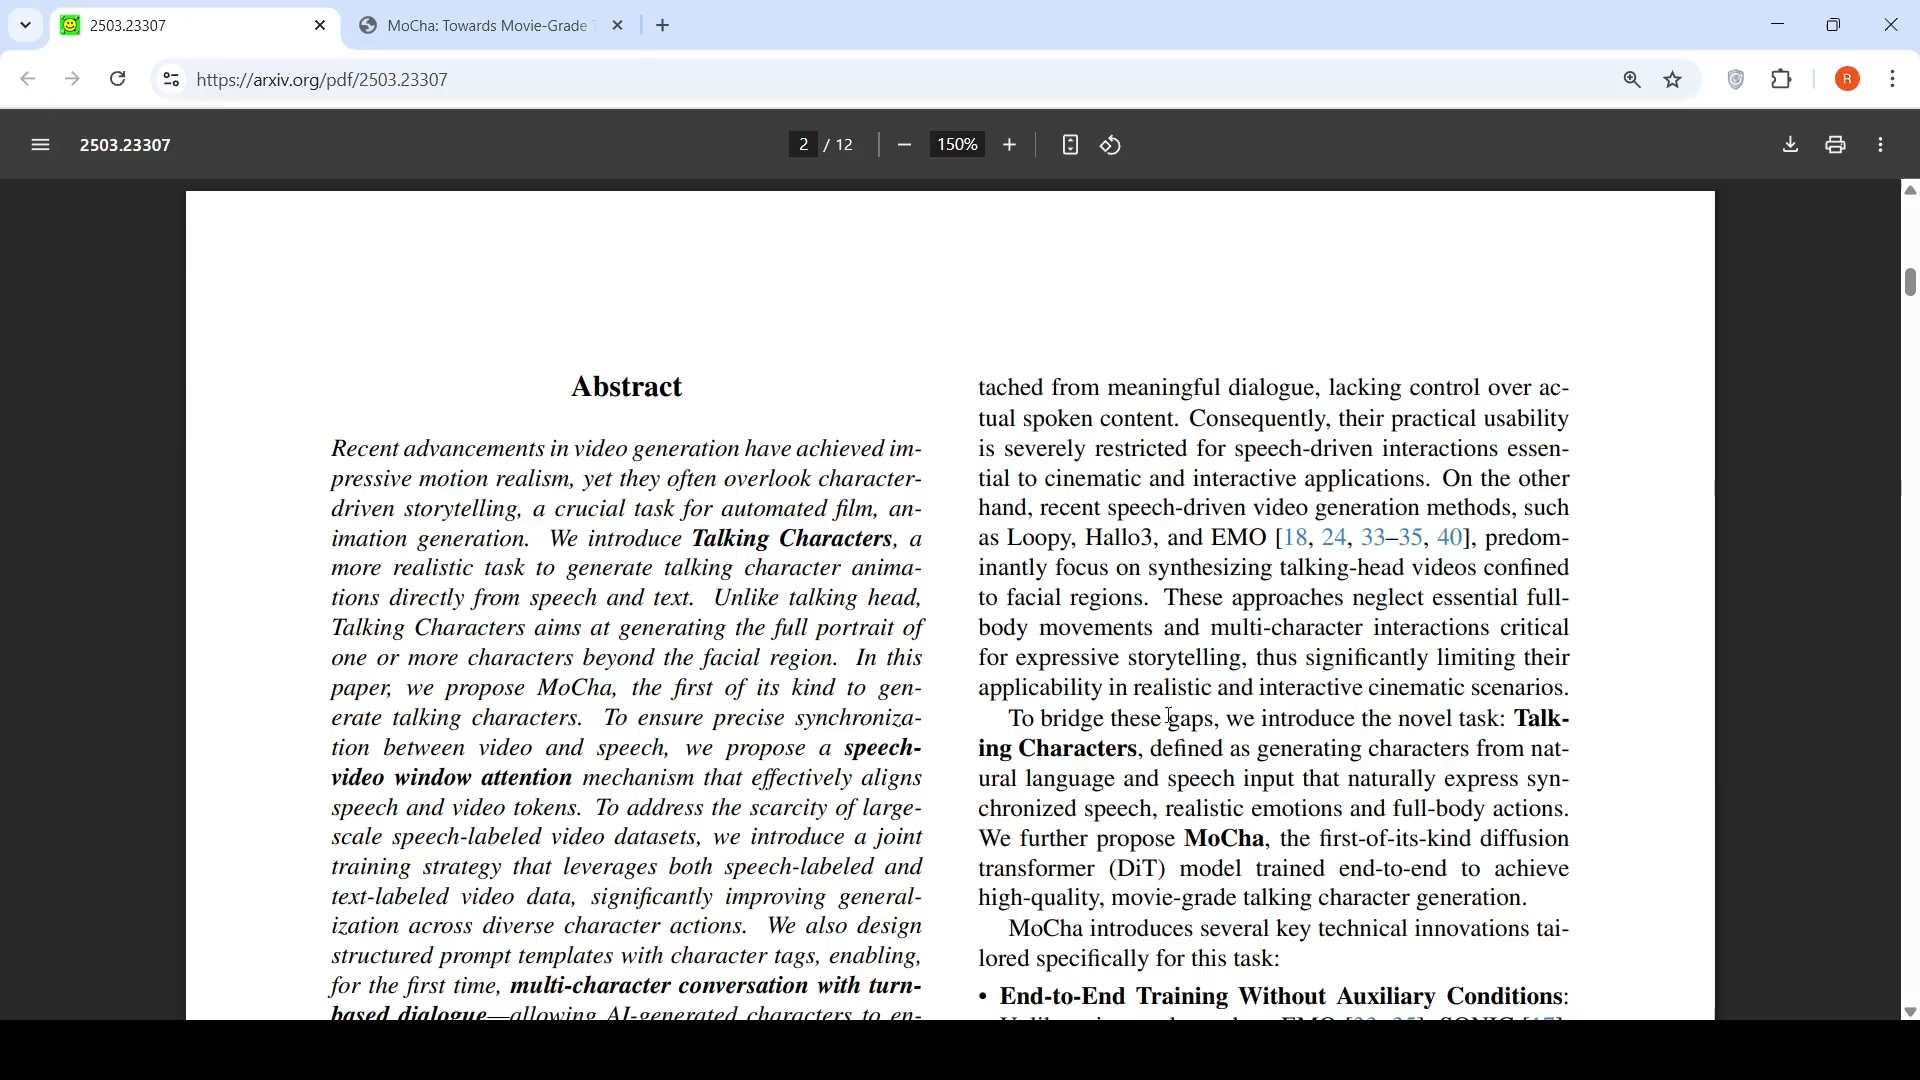 2503.23307
MoCha: Towards Movie-Grade
https://arxiv.org/pdf/2503.23307
R
2503.23307
2 / 12
150%
Abstract
Recent advancements in video generation have achieved im-
pressive motion realism, yet they often overlook character-
driven storytelling, a crucial task for automated film, an-
imation generation. We introduce Talking Characters, a
more realistic task to generate talking character anima-
tions directly from speech and text. Unlike talking head,
Talking Characters aims at generating the full portrait of
one or more characters beyond the facial region. In this
paper, we propose MoCha, the first of its kind to gen-
erate talking characters. To ensure precise synchroniza-
tion between video and speech, we propose a speech-
video window attention mechanism that effectively aligns
speech and video tokens. To address the scarcity of large-
scale speech-labeled video datasets, we introduce a joint
training strategy that leverages both speech-labeled and
text-labeled video data, significantly improving general-
ization across diverse character actions. We also design
structured prompt templates with character tags, enabling,
for the first time, multi-character conversation with turn-
based dialogue—allowing AI-generated characters to en-
tached from meaningful dialogue, lacking control over ac-
tual spoken content. Consequently, their practical usability
is severely restricted for speech-driven interactions essen-
tial to cinematic and interactive applications. On the other
hand, recent speech-driven video generation methods, such
as Loopy, Hallo3, and EMO [18, 24, 33–35, 40], predom-
inantly focus on synthesizing talking-head videos confined
to facial regions. These approaches neglect essential full-
body movements and multi-character interactions critical
for expressive storytelling, thus significantly limiting their
applicability in realistic and interactive cinematic scenarios.
To bridge these gaps, we introduce the novel task: Talk-
ing Characters, defined as generating characters from nat-
ural language and speech input that naturally express syn-
chronized speech, realistic emotions and full-body actions.
We further propose MoCha, the first-of-its-kind diffusion
transformer (DiT) model trained end-to-end to achieve
high-quality, movie-grade talking character generation.
MoCha introduces several key technical innovations tai-
lored specifically for this task:
• End-to-End Training Without Auxiliary Conditions: